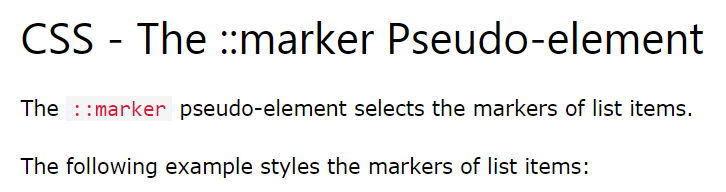 CSS - The ::marker Pseudo-element
The ::marker pseudo-element selects the markers of list items.
The following example styles the markers of list items: